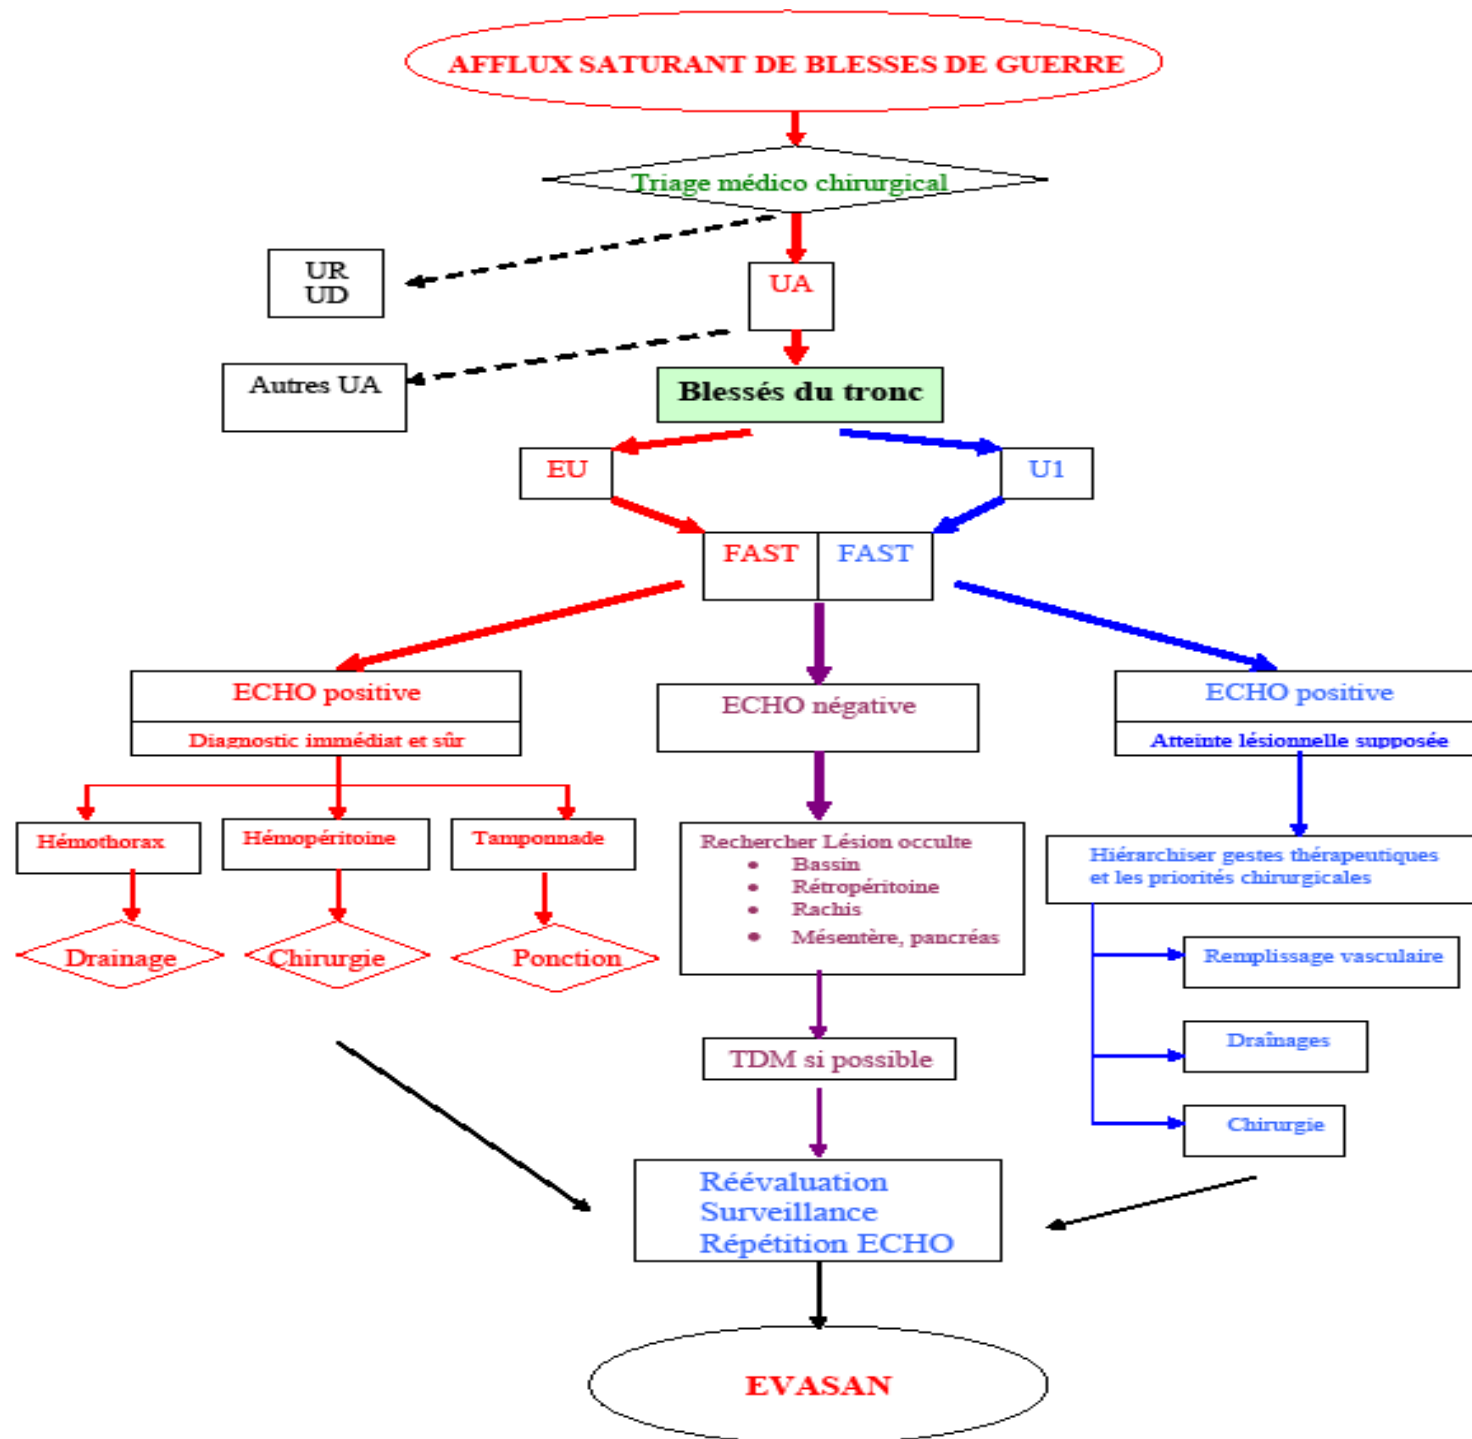 AFFLUX SATURANT DE BLESSES DE GUERRE
Triage médico chirurgical
UR
UD
UA
Autres UA
Blessés du tronc
EU
U1
FAST
FAST
ECHO positive
Diagnostic immédiat et sûr
ECHO négative
ECHO positive
Atteinte lésionnelle supposée
Hémothorax
Hémopéritoine
Tamponnade
Drainage
Chirurgie
Ponction
Rechercher Lésion occulte
• Bassin
• Rétropéritoine
• Rachis
• Mésentère, pancréas
TDM si possible
Hiérarchiser gestes thérapeutiques
et les priorités chirurgicales
Remplissage vasculaire
Draînages
Chirurgie
Réévaluation
Surveillance
Répétition ECHO
EVASAN